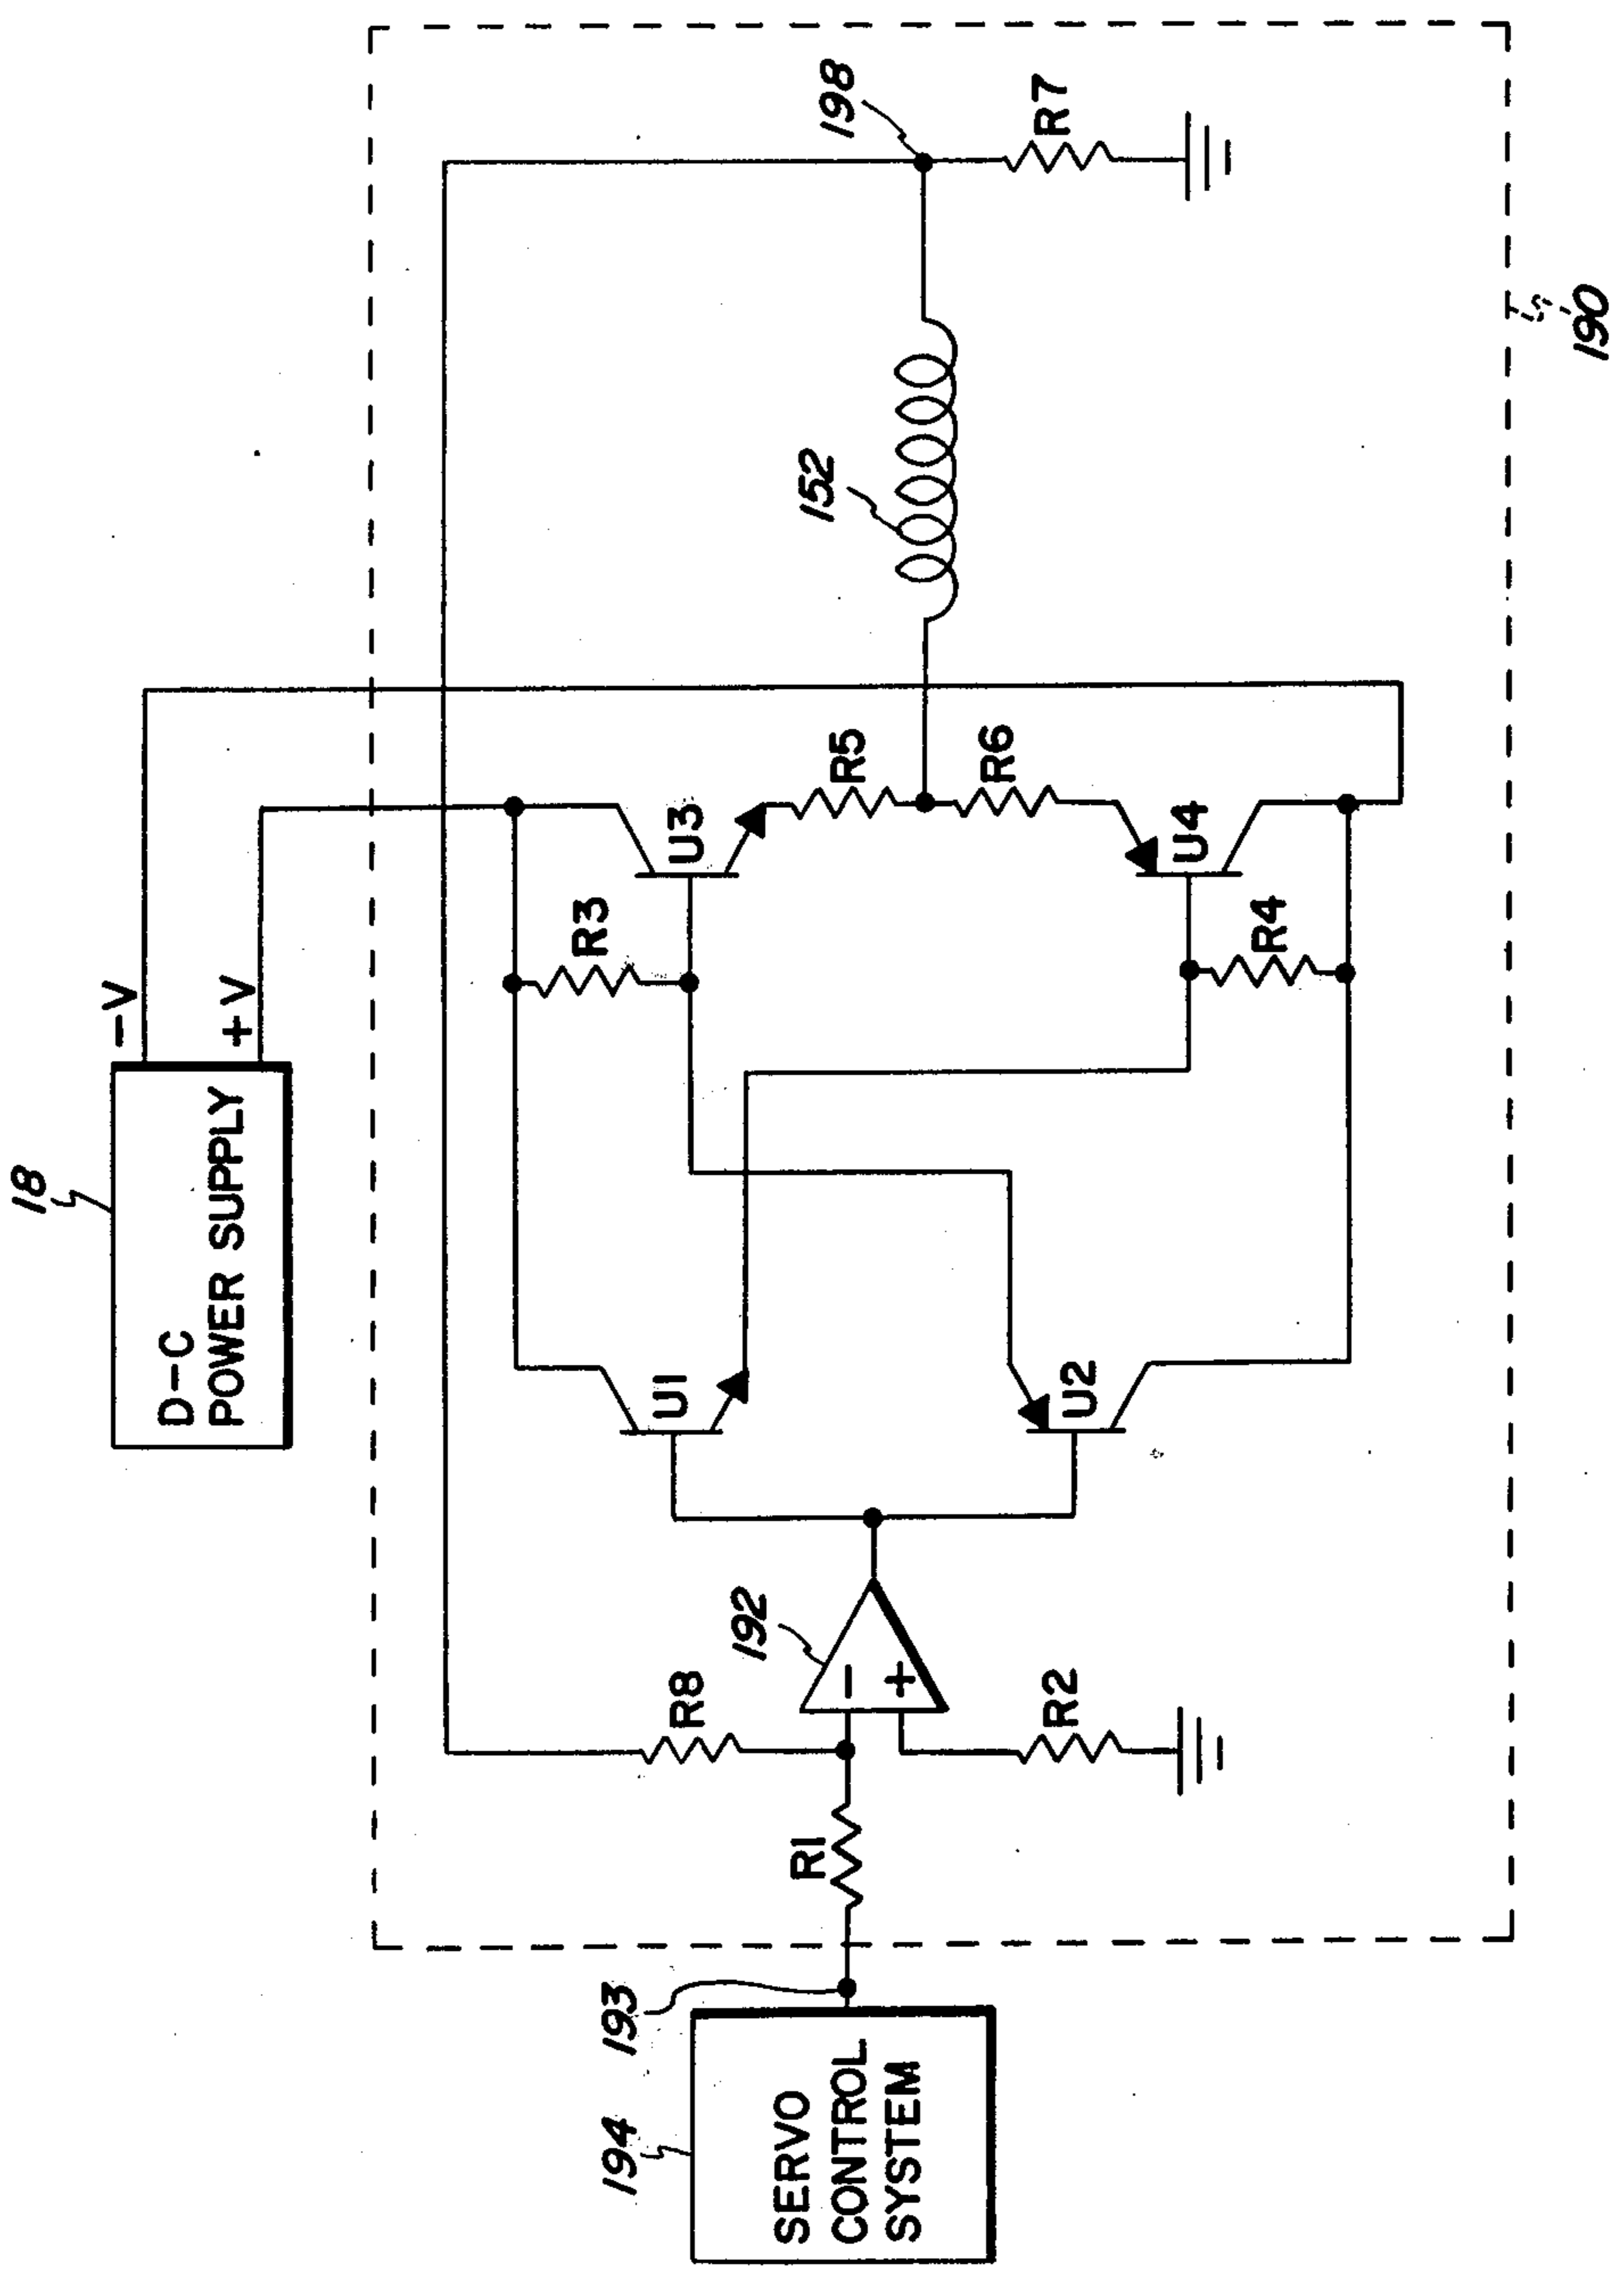 18
−V
D-C
POWER SUPPLY
+V
R3
194
193
U1
R8
U3
192
SERVO
CONTROL
SYSTEM
R1
152
198
R5
−
+
R6
R2
U2
R7
U4
R4
190